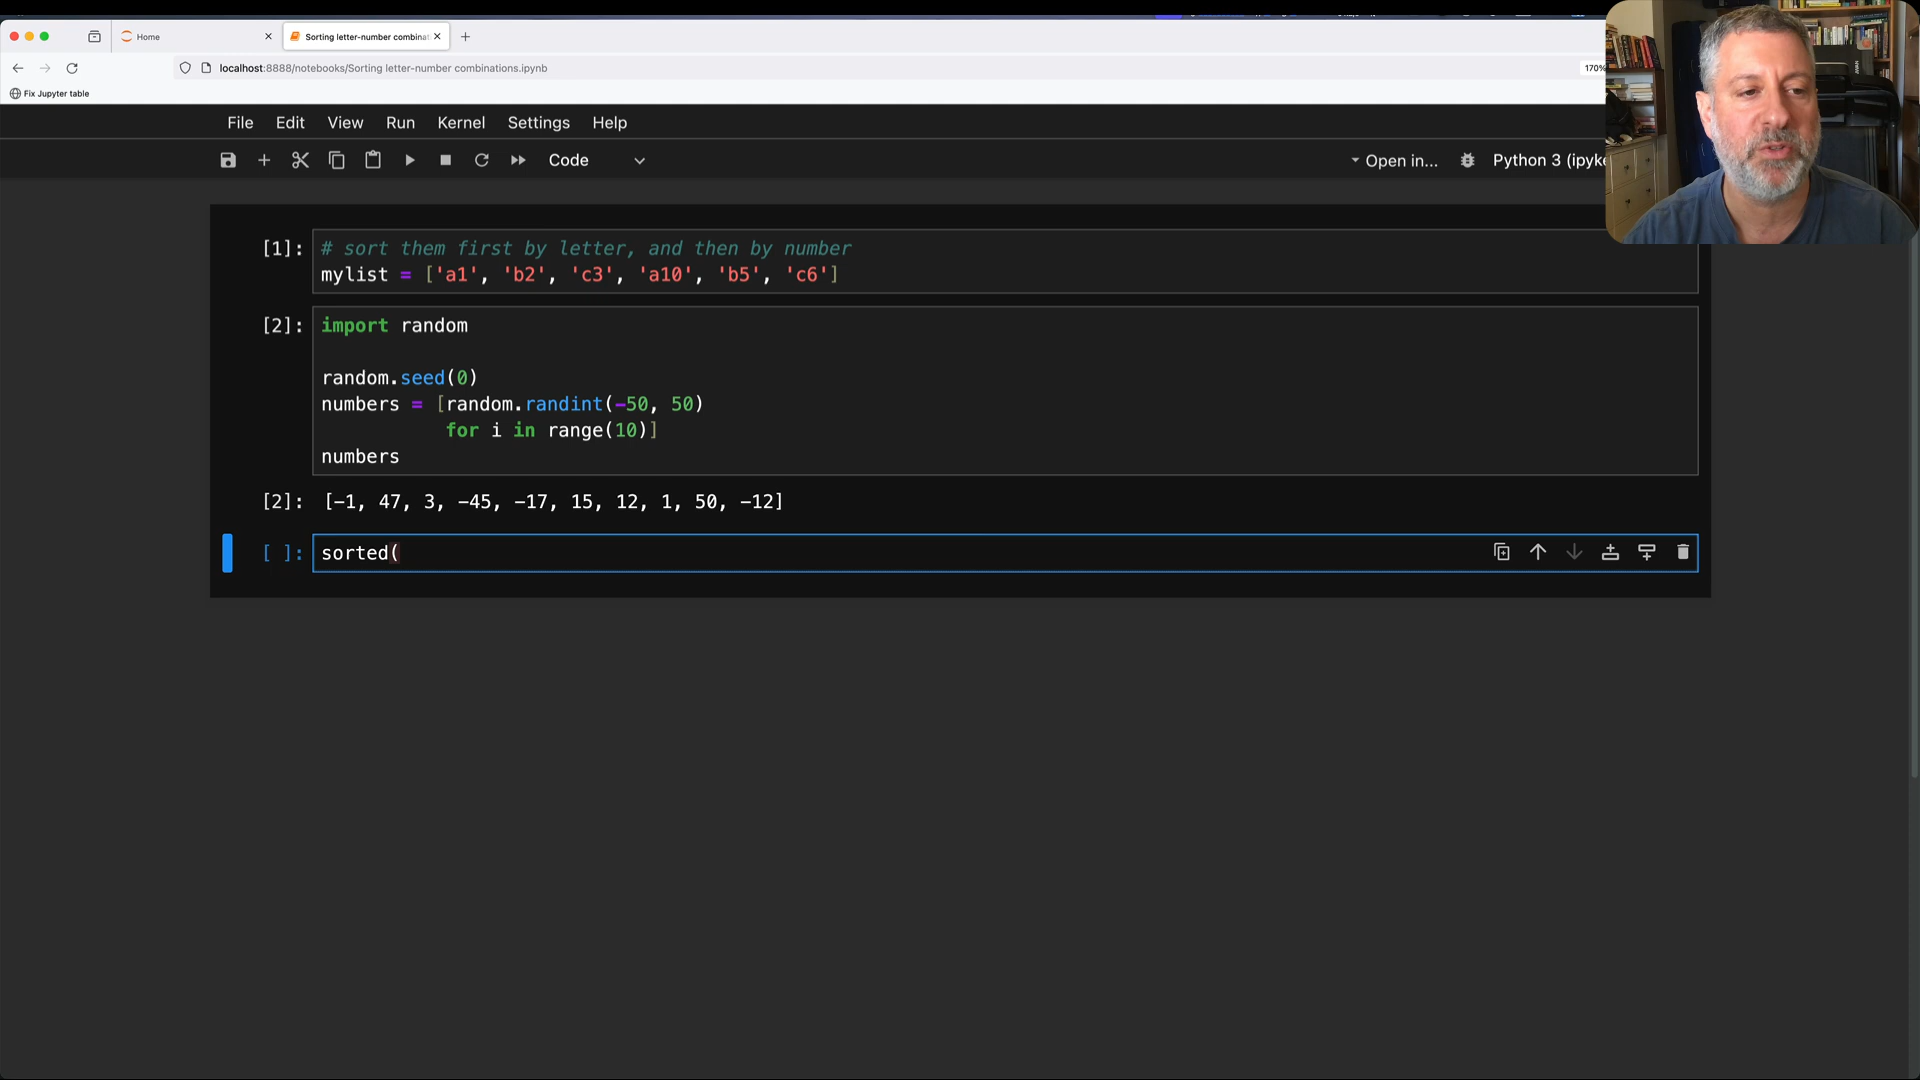 Home
Sorting letter-number combinat
localhost:8888/notebooks/Sorting letter-number combinations.ipynb
170%
Fix Jupyter table
File Edit View Run Kernel Settings Help
Code
Open in...
Python 3 (ipyke
[1]: # sort them first by letter, and then by number
mylist = ['a1', 'b2', 'c3', 'a10', 'b5', 'c6']
[2]: import random
random.seed(0)
numbers = [random.randint(-50, 50)
for i in range(10)]
numbers
[2]: [-1, 47, 3, -45, -17, 15, 12, 1, 50, -12]
[ ]: sorted(